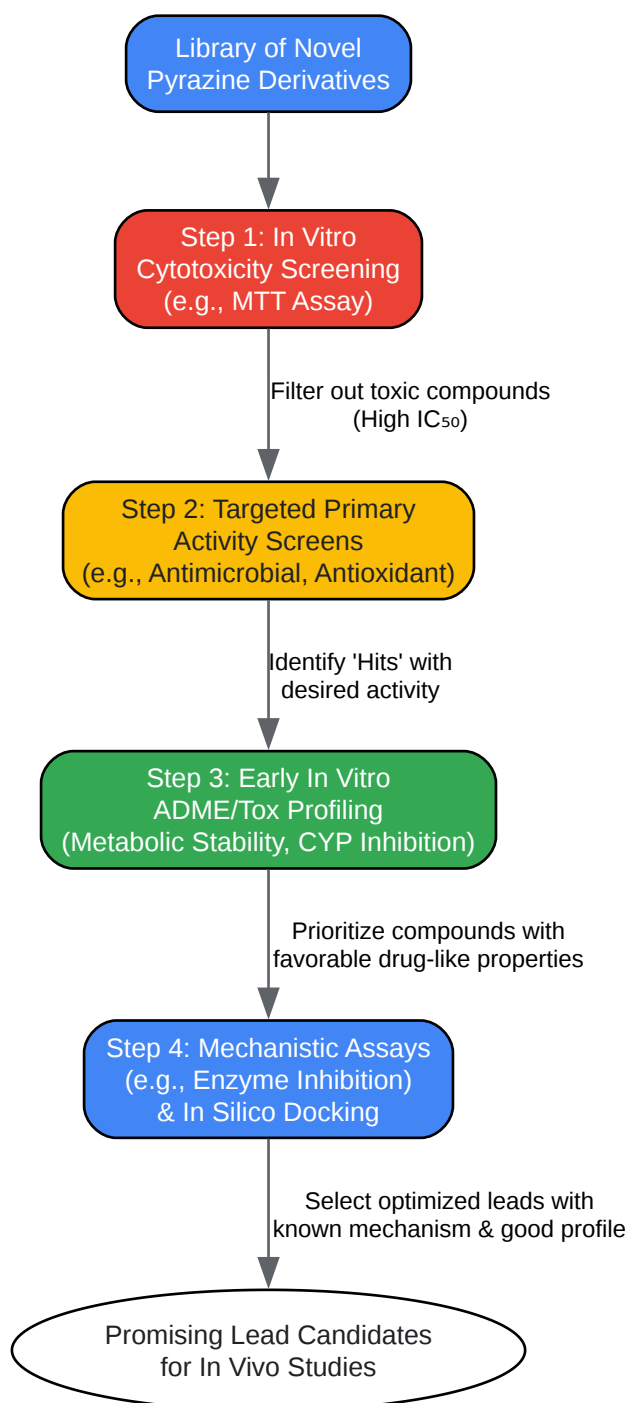 Library of Novel
Pyrazine Derivatives
Step 1: In Vitro
Cytotoxicity Screening
(e.g., MTT Assay)
Filter out toxic compounds
(High IC₅₀)
Step 2: Targeted Primary
Activity Screens
(e.g., Antimicrobial, Antioxidant)
Identify 'Hits' with
desired activity
Step 3: Early In Vitro
ADME/Tox Profiling
(Metabolic Stability, CYP Inhibition)
Prioritize compounds with
favorable drug-like properties
Step 4: Mechanistic Assays
(e.g., Enzyme Inhibition)
& In Silico Docking
Select optimized leads with
known mechanism & good profile
Promising Lead Candidates
for In Vivo Studies